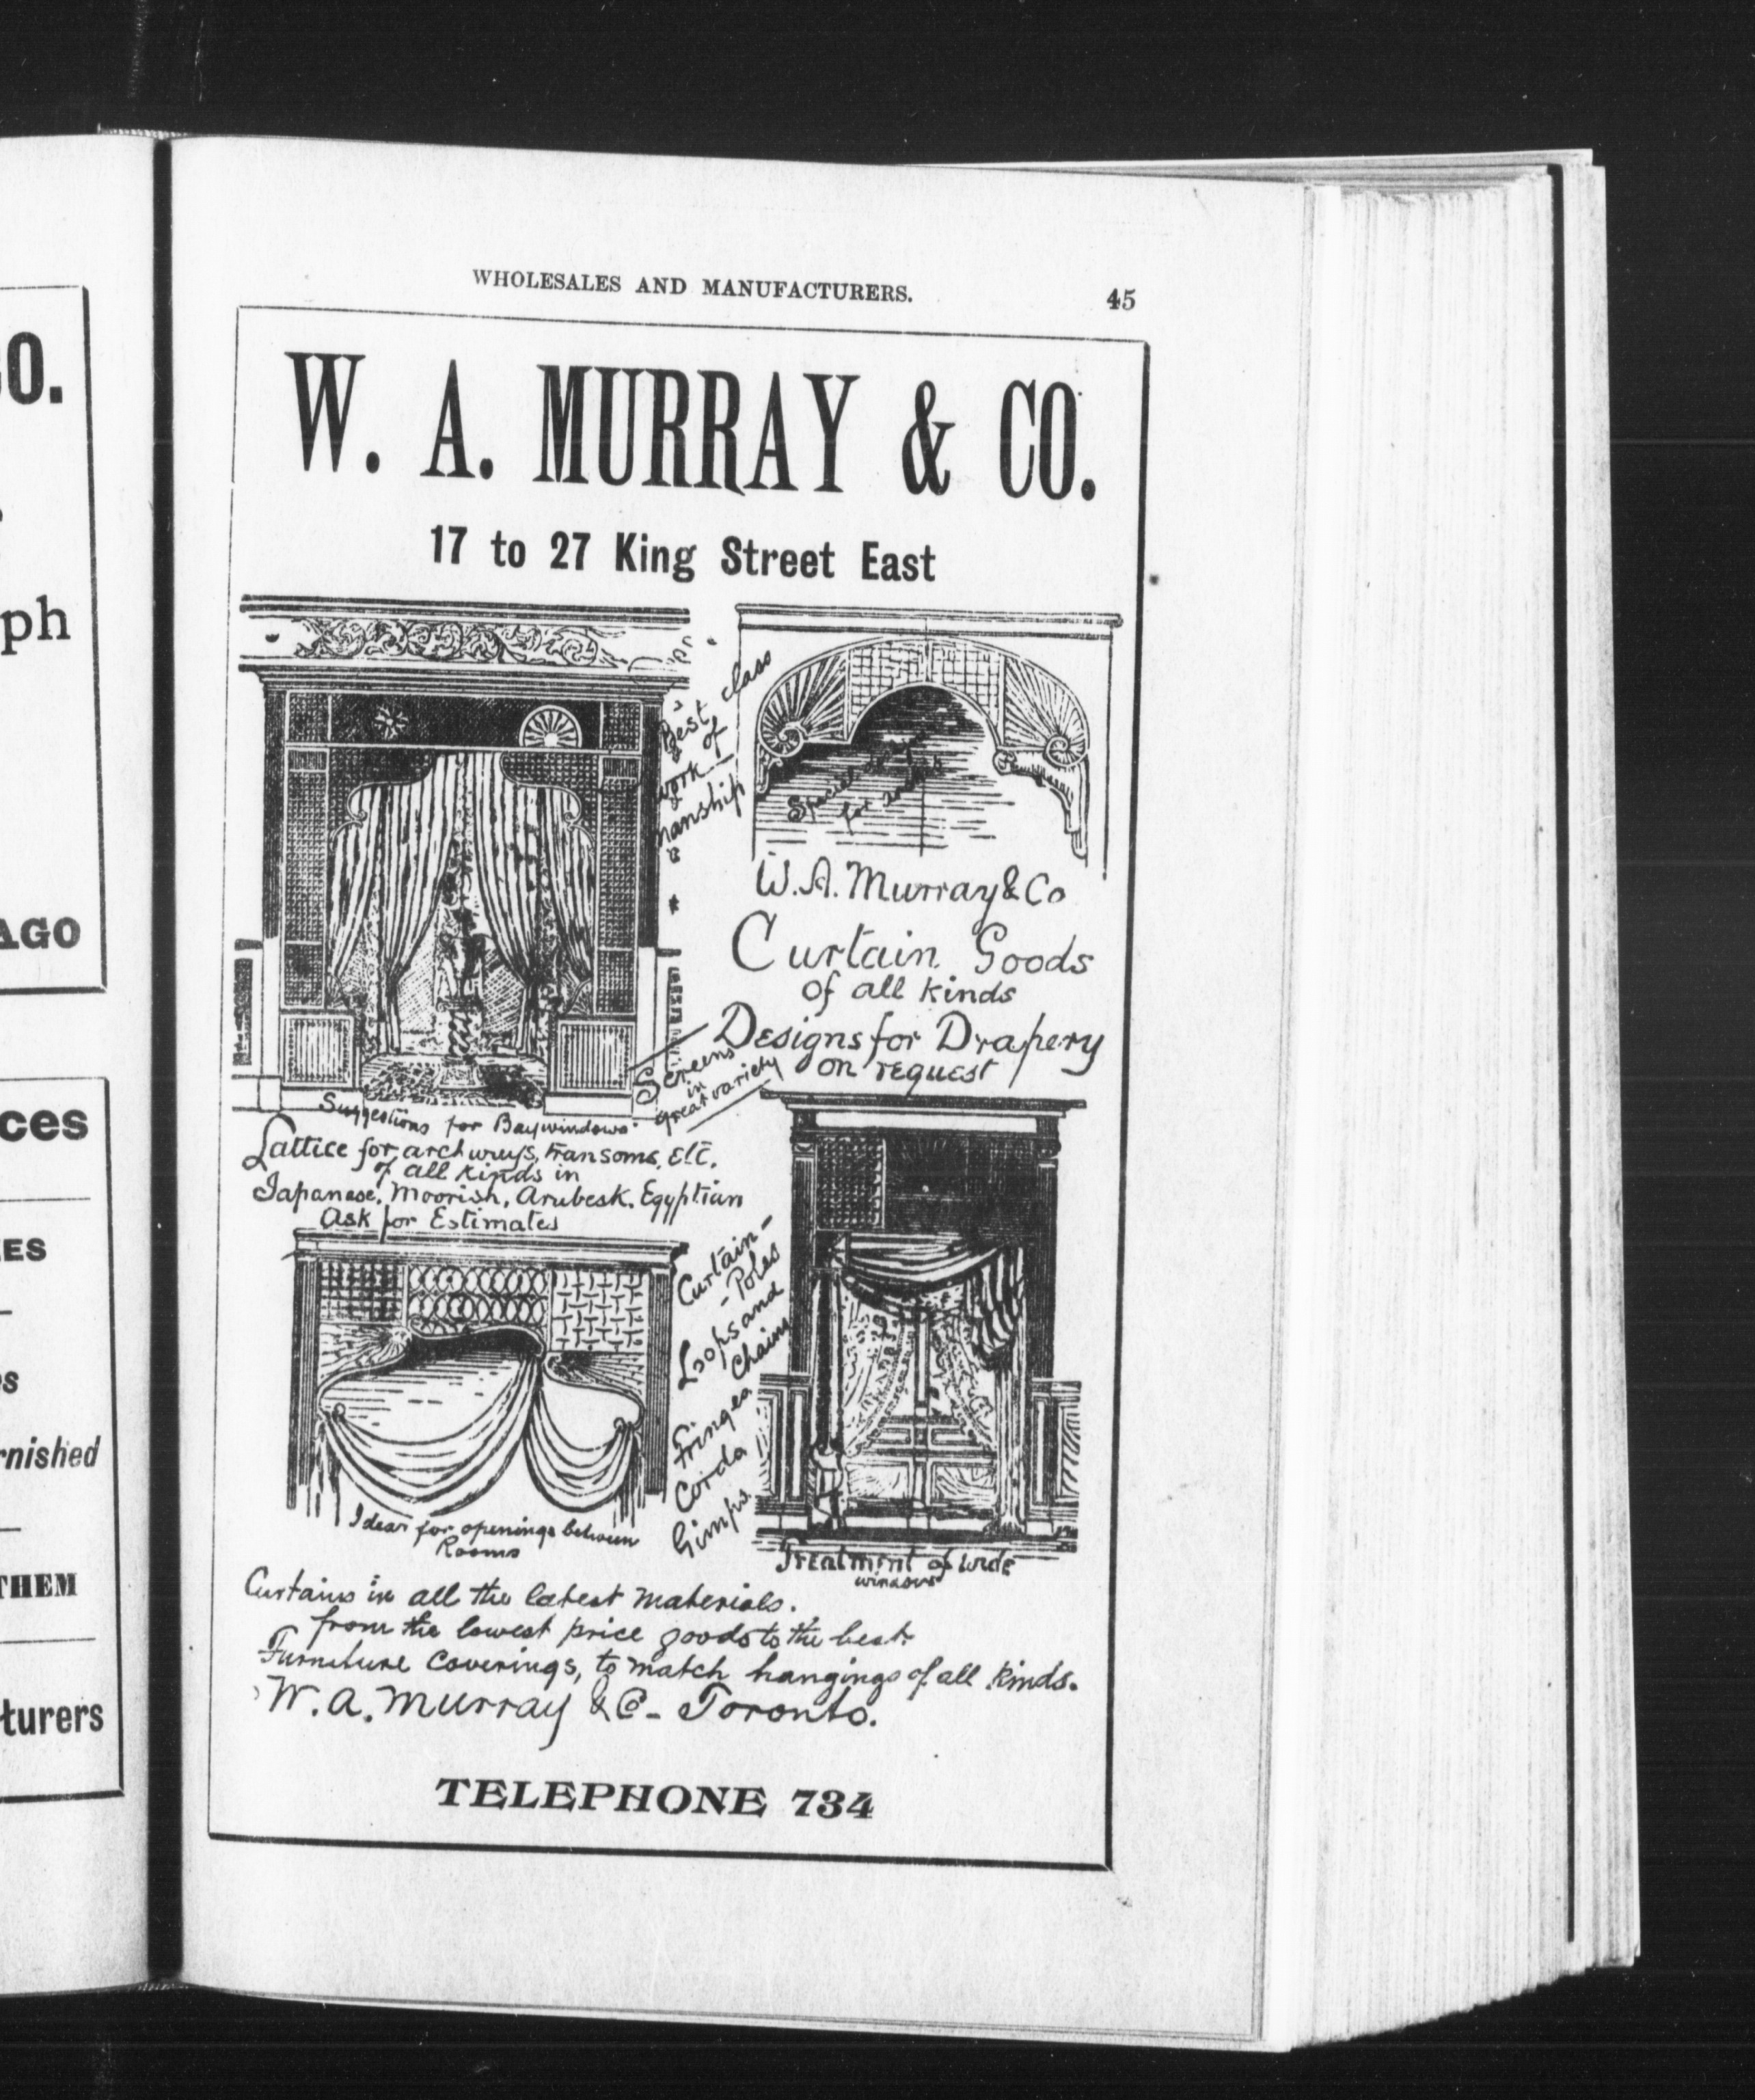 O.
ph
AGO
ces
ES
s
rnished
THEM
turers
WHOLESALES AND MANUFACTURERS.
45
W. A. MURRAY & CO.
17 to 27 King Street East
Best class
of
work-
manship
Special
for
W. A. Murray & Co
Curtain Goods
of all kinds
Designs for Drapery
on request
Screens
in
great variety
Suggestions for Baywindows
Lattice for archways, transoms, Etc.
of all kinds in
Japanese, Moorish, Arabesk, Egyptian
Ask for Estimates
Curtain-
- Poles
Loops and
Chains
Fringes
Cords
Gimps.
Ideas for openings between
Rooms
Treatment of wide
window
Curtains in all the latest materials.
from the lowest price goods to the best.
Furniture coverings, to match hangings of all kinds.
W. A. Murray & Co - Toronto.
TELEPHONE 734